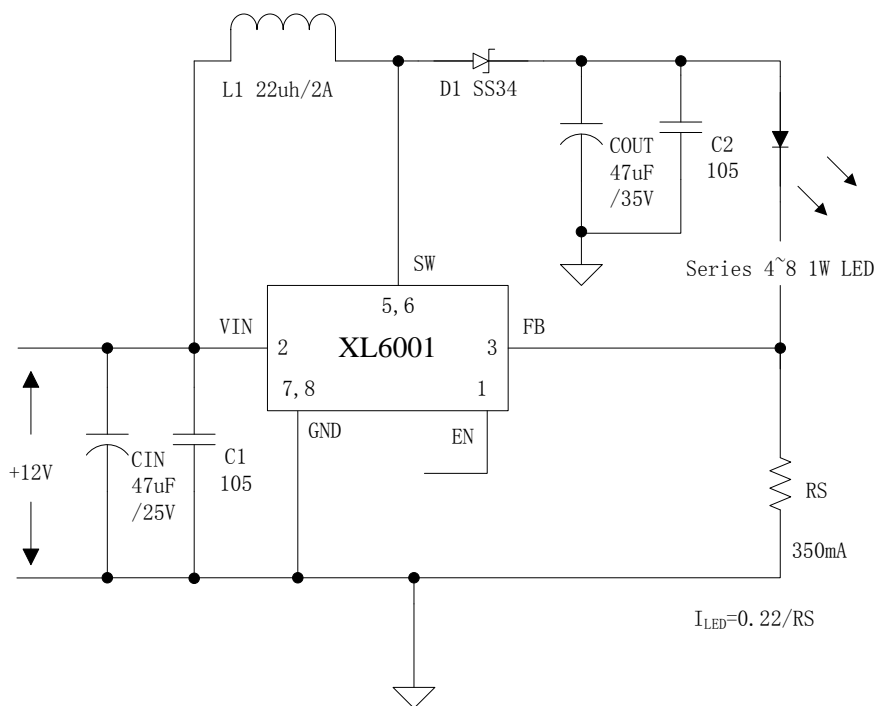 L1 22uh/2A
D1 SS34
COUT
47uF
/35V
C2
105
SW
Series 4~8 1W LED
5,6
VIN
2
XL6001
3
FB
7,8
1
GND
EN
+12V
CIN
47uF
/25V
C1
105
RS
350mA
ILED=0.22/RS